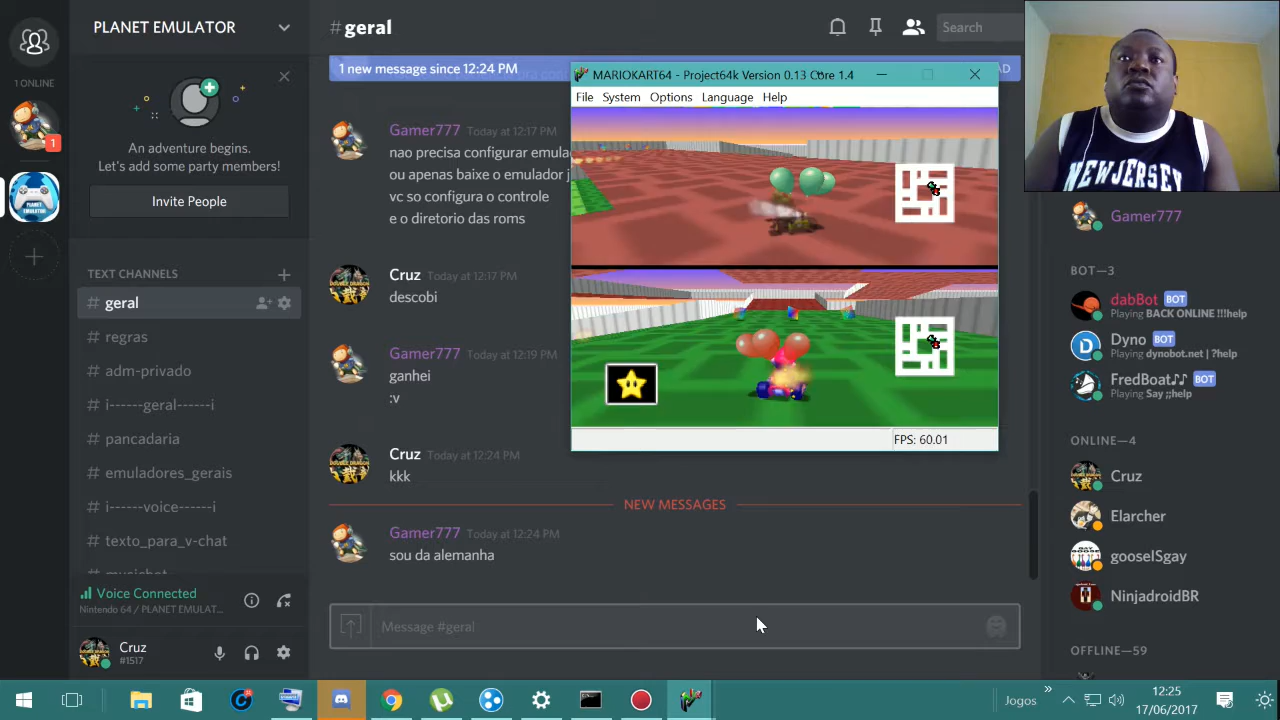 PLANET EMULATOR
1 ONLINE
1
PLANET EMULATOR
An adventure begins.
Let's add some party members!
Invite People
TEXT CHANNELS
# geral
# regras
# adm-privado
# i------geral------i
# pancadaria
# emuladores_gerais
# i------voice------i
# texto_para_v-chat
Voice Connected
Nintendo 64 / PLANET EMULAT...
Cruz
#1517
#geral
Search
1 new message since 12:24 PM
Gamer777 Today at 12:17 PM
nao precisa configurar emula
ou apenas baixe o emulador j
vc so configura o controle
e o diretorio das roms
Cruz Today at 12:17 PM
descobi
Gamer777 Today at 12:19 PM
ganhei
:v
Cruz Today at 12:24 PM
kkk
NEW MESSAGES
Gamer777 Today at 12:24 PM
sou da alemanha
Message #geral
MARIOKART64 - Project64k Version 0.13 Core 1.4
File System Options Language Help
FPS: 60.01
NEW JERSEY
Gamer777
BOT—3
dabBot BOT
Playing BACK ONLINE !!!help
Dyno BOT
Playing dynobot.net | ?help
FredBoat♪♪ BOT
Playing Say ;;help
ONLINE—4
Cruz
Elarcher
gooseISgay
NinjadroidBR
OFFLINE—59
Jogos
12:25
17/06/2017